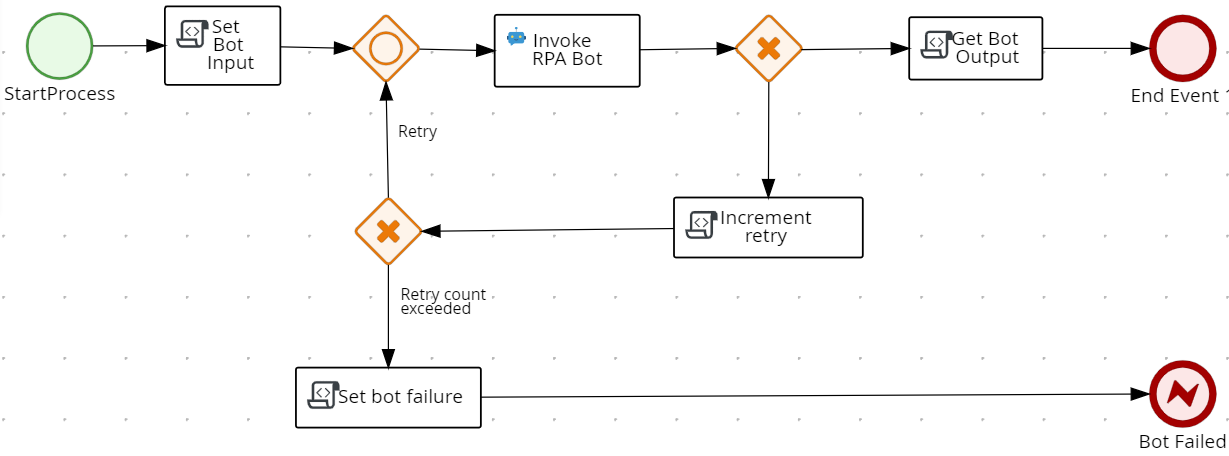 Set
Bot
Input
StartProcess
Invoke
RPA Bot
Get Bot
Output
End Event
Retry
Increment
retry
Retry count
exceeded
Set bot failure
Bot Failed